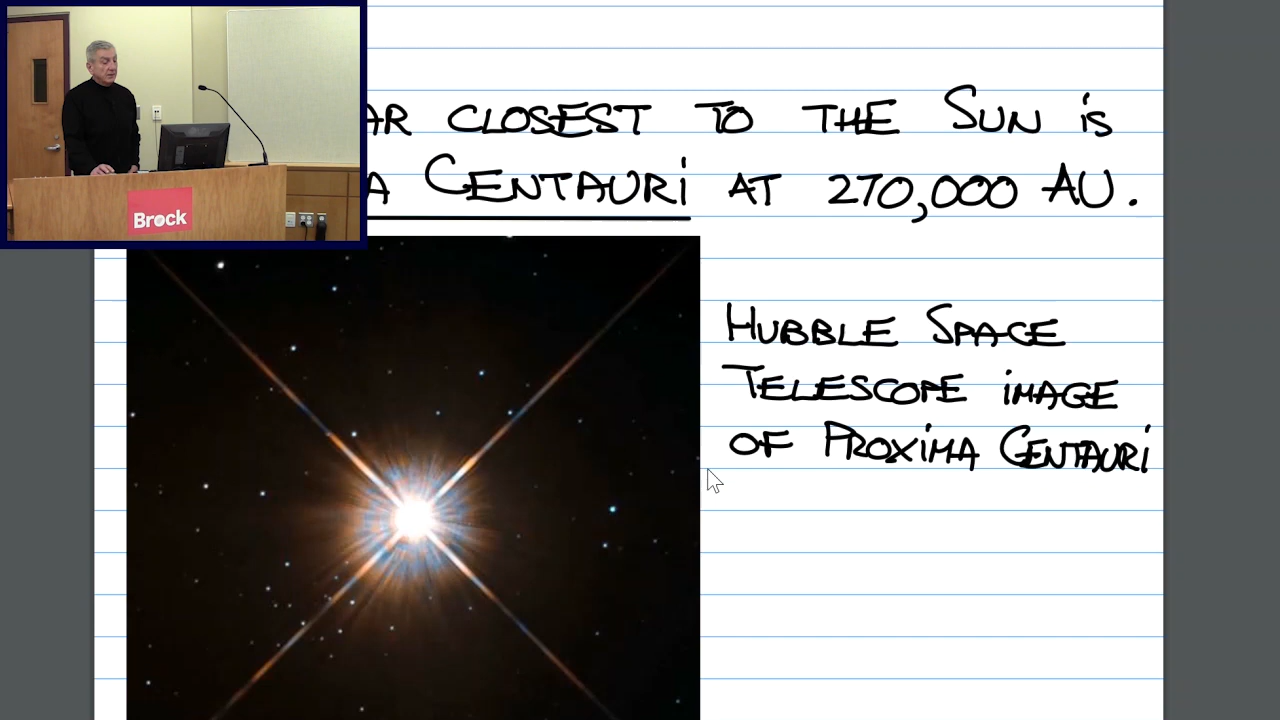 AR CLOSEST TO THE SUN is
A CENTAURi AT 270,000 AU.
HUBBLE SPACE
TELESCOPE iMAGE
OF PROXiMA CENTAURi
Brock